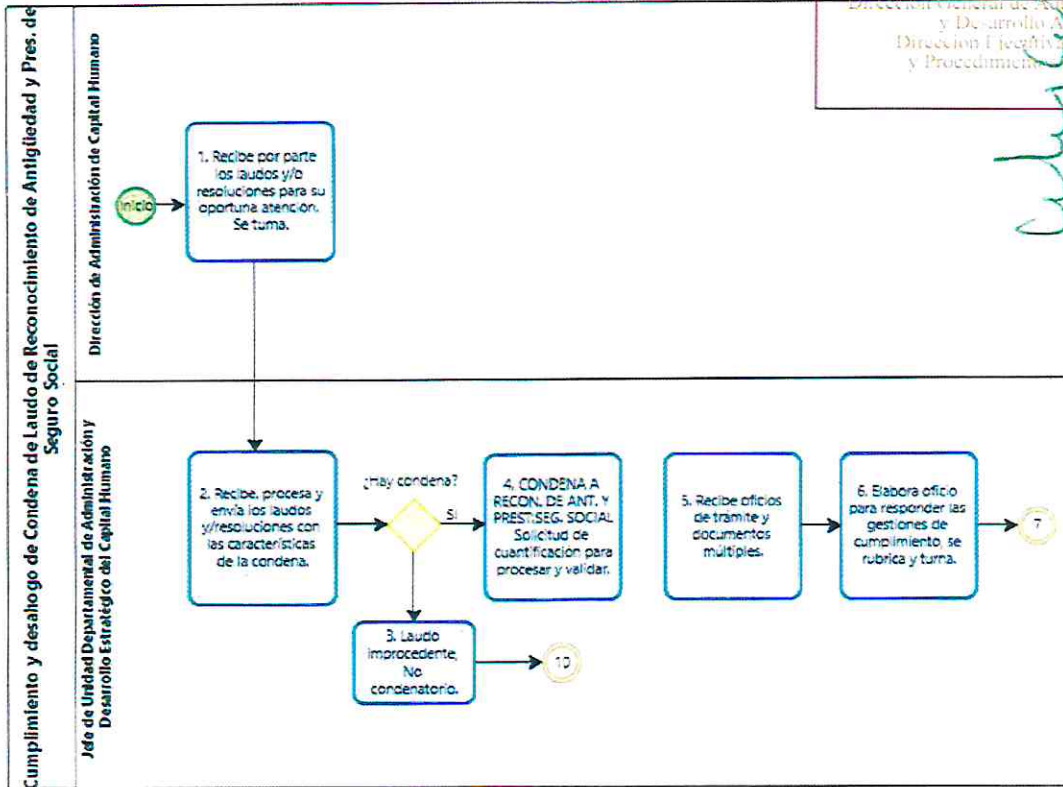 Cumplimiento y desahogo de Condena de Laudo de Reconocimiento de Antigüedad y Pres. de
Seguro Social
Dirección de Administración de Capital Humano
Inicio
1. Recibe por parte
los laudos y/o
resoluciones para su
oportuna atención.
Se turna.
Jefe de Unidad Departamental de Administración y
Desarrollo Estratégico del Capital Humano
2. Recibe, procesa y
envía los laudos
y/resoluciones con
las características
de la condena.
¿Hay condena?
Si
3. Laudo
improcedente,
No
condenatorio.
10
4. CONDENA A
RECON. DE ANT. Y
PREST.SEG. SOCIAL
Solicitud de
cuantificación para
procesar y validar.
5. Recibe oficios
de trámite y
documentos
múltiples.
6. Elabora oficio
para responder las
gestiones de
cumplimiento, se
rubrica y turna.
7
Dirección General de
y Desarrollo
Dirección Ejecutiva
y Procedimientos